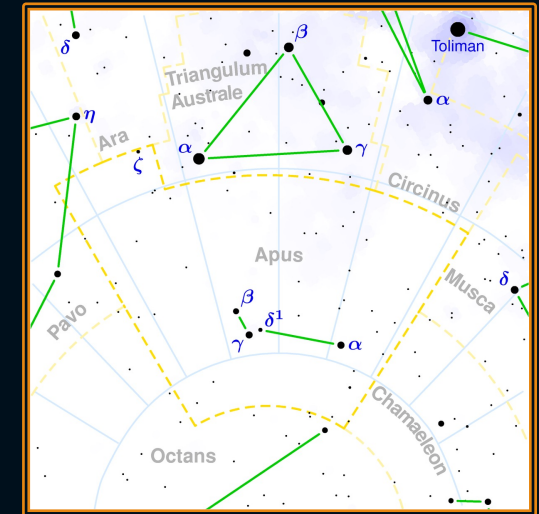 β
δ
Toliman
Triangulum
Australe
α
η
Ara
ζ
α
γ
Circinus
Apus
δ
Musca
β
δ1
Pavo
γ
α
Chamaeleon
Octans